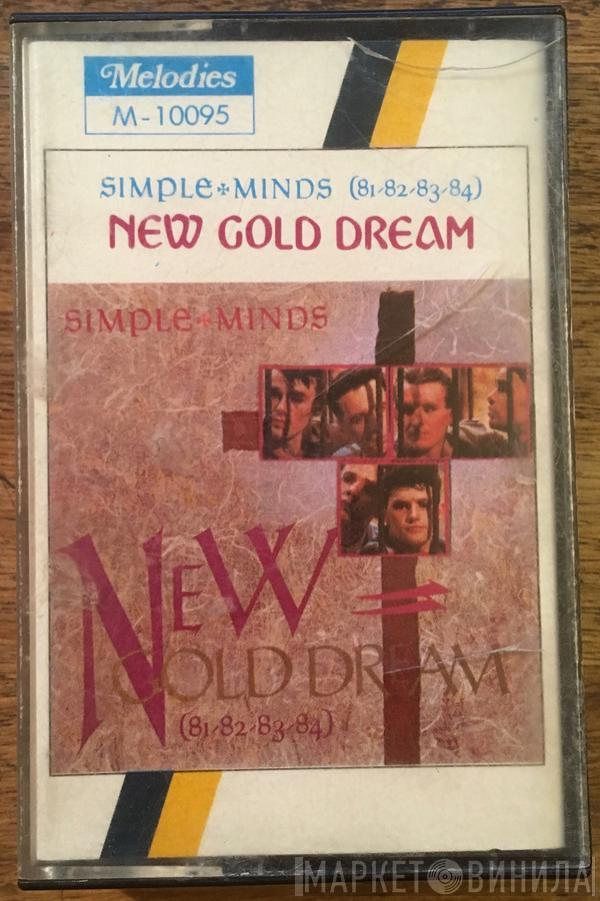 Melodies
M-10095
SIMPLE✠MINDS (81-82-83-84)
NEW GOLD DREAM
SIMPLE✠MINDS
NEW
GOLD DREAM
(81-82-83-84)
МАРКЕТ ВИНИЛА